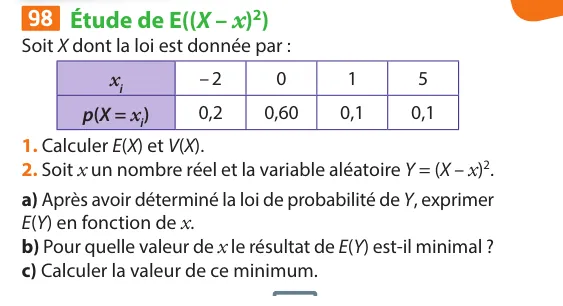 98 Étude de E((X – x)²)
Soit X dont la loi est donnée par :
xᵢ – 2 0 1 5
p(X = xᵢ) 0,2 0,60 0,1 0,1
1. Calculer E(X) et V(X).
2. Soit x un nombre réel et la variable aléatoire Y = (X – x)².
a) Après avoir déterminé la loi de probabilité de Y, exprimer
E(Y) en fonction de x.
b) Pour quelle valeur de x le résultat de E(Y) est-il minimal ?
c) Calculer la valeur de ce minimum.